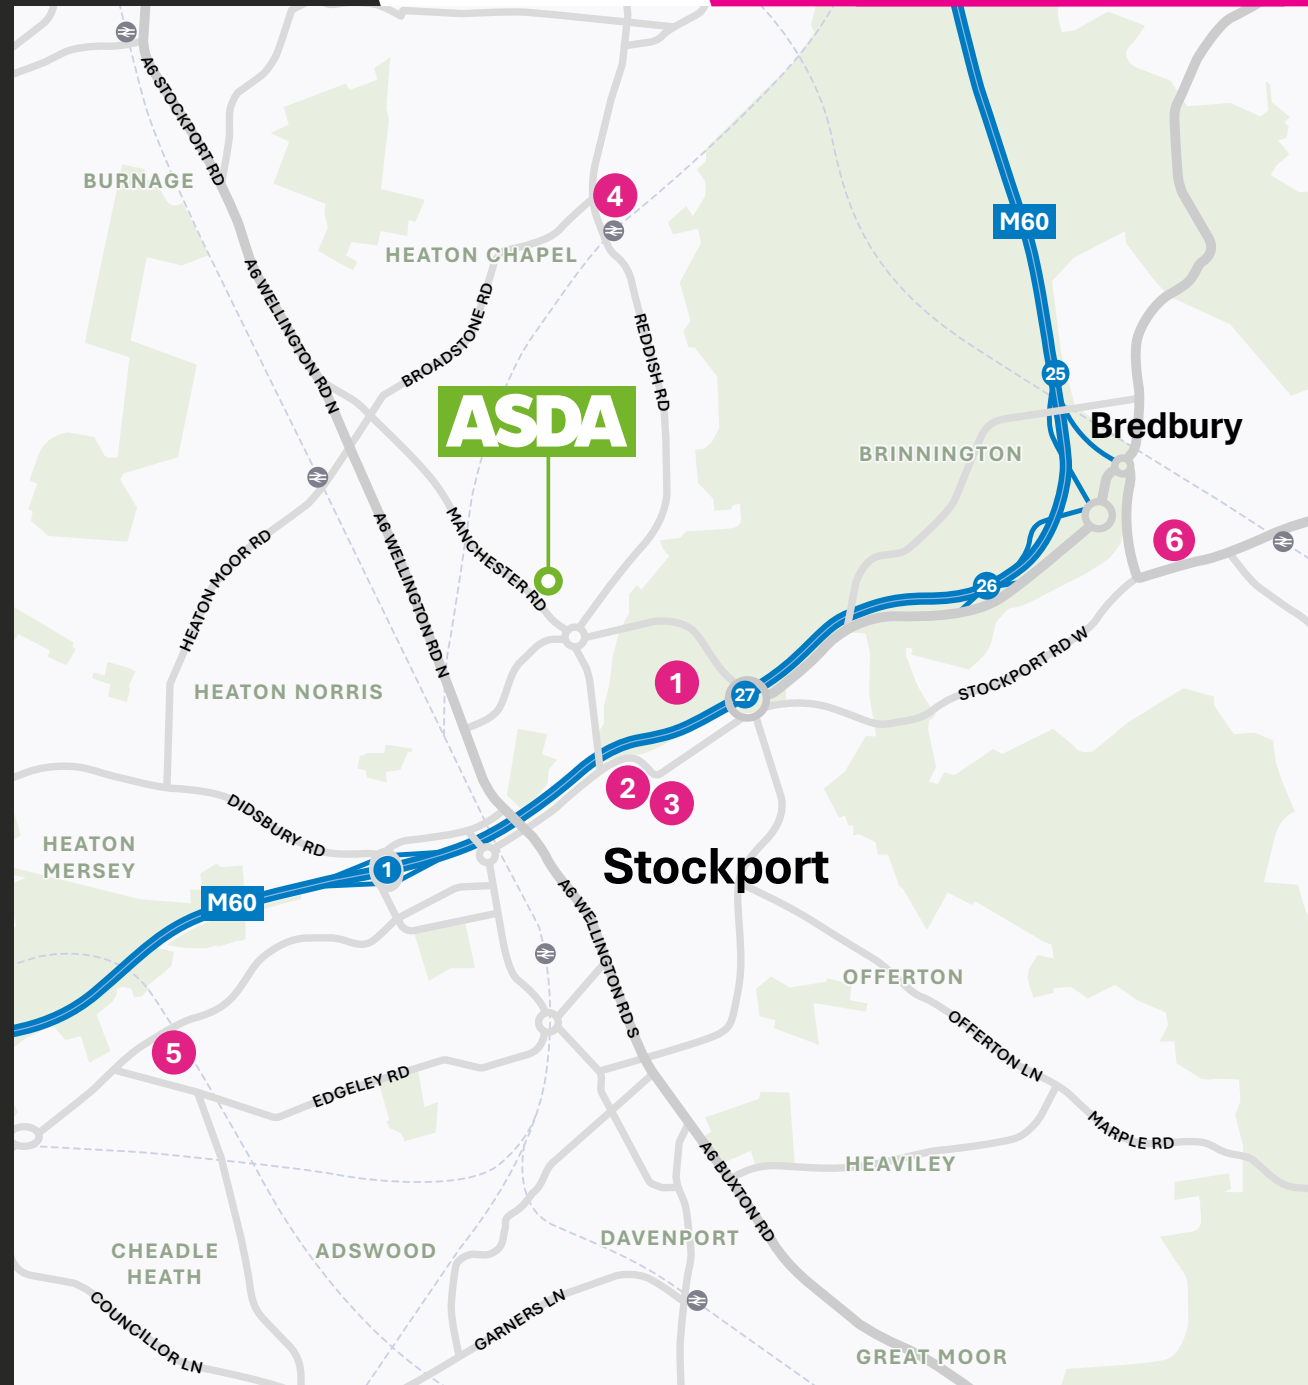 A6 STOCKPORT RD
BURNAGE
4
M60
HEATON CHAPEL
A6 WELLINGTON RD N
BROADSTONE RD
REDDISH RD
25
ASDA
Bredbury
BRINNINGTON
MANCHESTER RD
A6 WELLINGTON RD N
HEATON MOOR RD
6
26
STOCKPORT RD W
1
27
HEATON NORRIS
2
3
DIDSBURY RD
HEATON
MERSEY
1
Stockport
M60
A6 WELLINGTON RD S
OFFERTON
OFFERTON LN
5
EDGELEY RD
MARPLE RD
HEAVILEY
A6 BUXTON RD
DAVENPORT
CHEADLE
HEATH
ADSWOOD
COUNCILLOR LN
GARNERS LN
GREAT MOOR